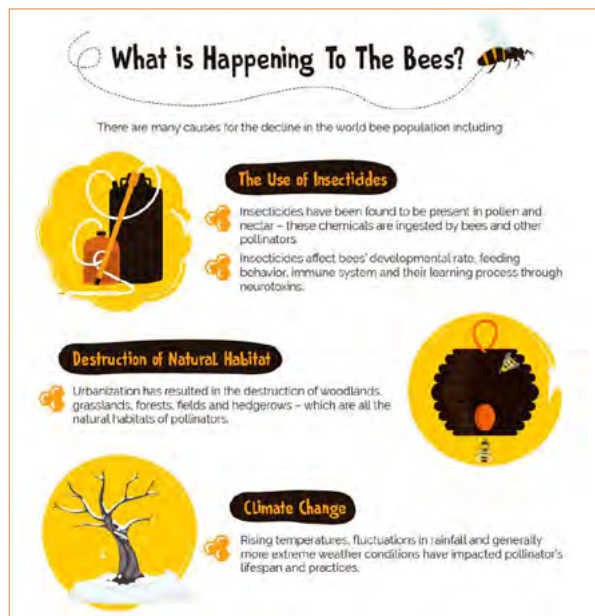 What is Happening To The Bees?
There are many causes for the decline in the world bee population including
The Use of Insecticides
Insecticides have been found to be present in pollen and
nectar – these chemicals are ingested by bees and other
pollinators.
Insecticides affect bees' developmental rate, feeding
behavior, immune system and their learning process through
neurotoxins.
Destruction of Natural Habitat
Urbanization has resulted in the destruction of woodlands,
grasslands, forests, fields and hedgerows – which are all the
natural habitats of pollinators.
Climate Change
Rising temperatures, fluctuations in rainfall and generally
more extreme weather conditions have impacted pollinator's
lifespan and practices.